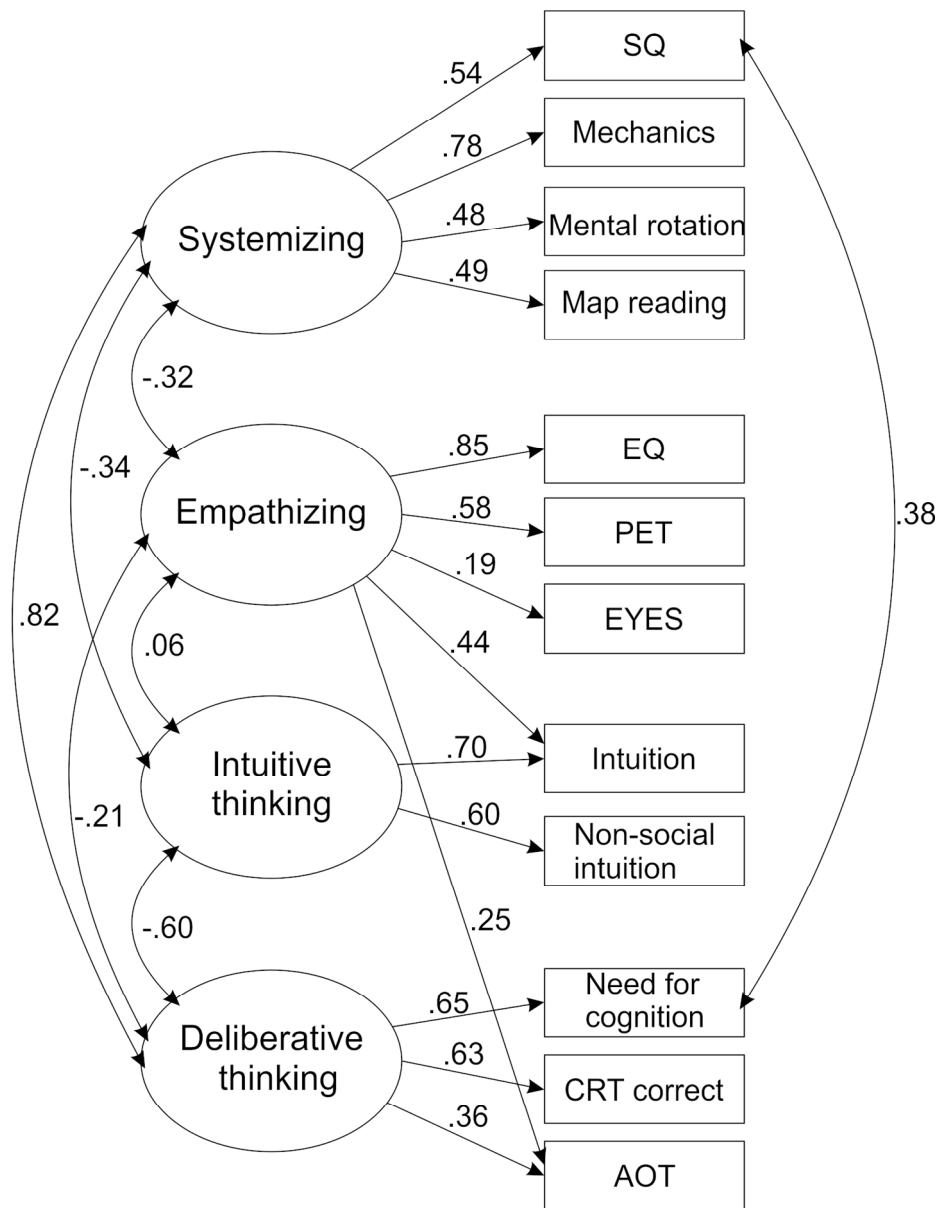 SQ
.54
Mechanics
.78
Mental rotation
.48
Systemizing
.49
Map reading
-.32
.85
EQ
-.34
Empathizing
.58
PET
.38
.19
EYES
.82
.06
.44
Intuitive
thinking
.70
Intuition
-.21
.60
Non-social
intuition
-.60
.25
Need for
cognition
.65
Deliberative
thinking
.63
CRT correct
.36
AOT